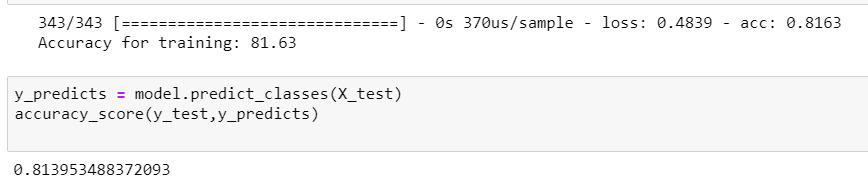 343/343 [==============================] - 0s 370us/sample - loss: 0.4839 - acc: 0.8163
Accuracy for training: 81.63
y_predicts = model.predict_classes(X_test)
accuracy_score(y_test,y_predicts)
0.813953488372093